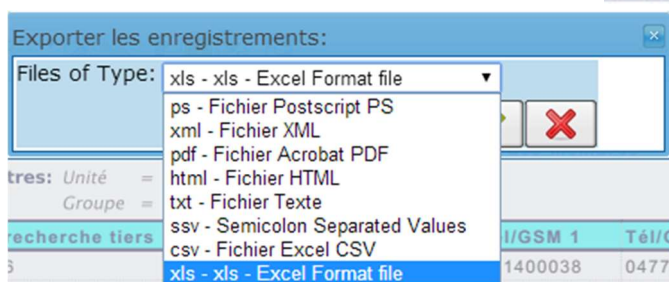 Exporter les enregistrements:
Files of Type: xls - xls - Excel Format file
ps - Fichier Postscript PS
xml - Fichier XML
pdf - Fichier Acrobat PDF
html - Fichier HTML
txt - Fichier Texte
ssv - Semicolon Separated Values
csv - Fichier Excel CSV
xls - xls - Excel Format file
tres: Unité =
Groupe =
recherche tiers l/GSM 1 Tél/
1400038 0477